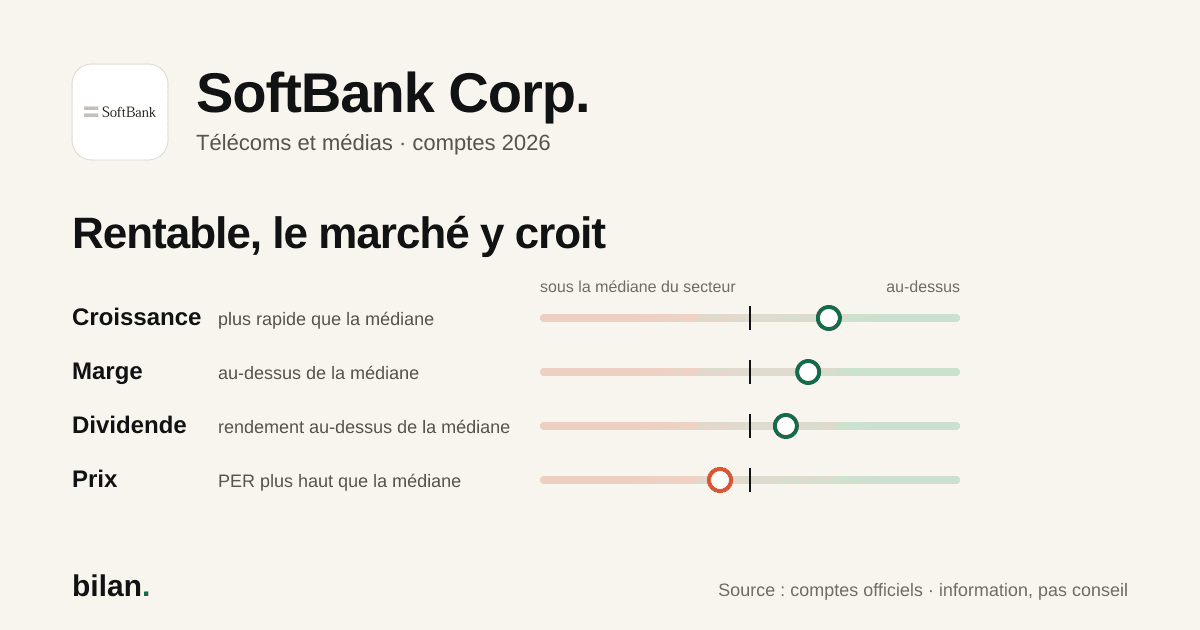 SoftBank
SoftBank Corp.
Télécoms et médias · comptes 2026
Rentable, le marché y croit
sous la médiane du secteur au-dessus
Croissance plus rapide que la médiane
Marge au-dessus de la médiane
Dividende rendement au-dessus de la médiane
Prix PER plus haut que la médiane
bilan.
Source : comptes officiels · information, pas conseil